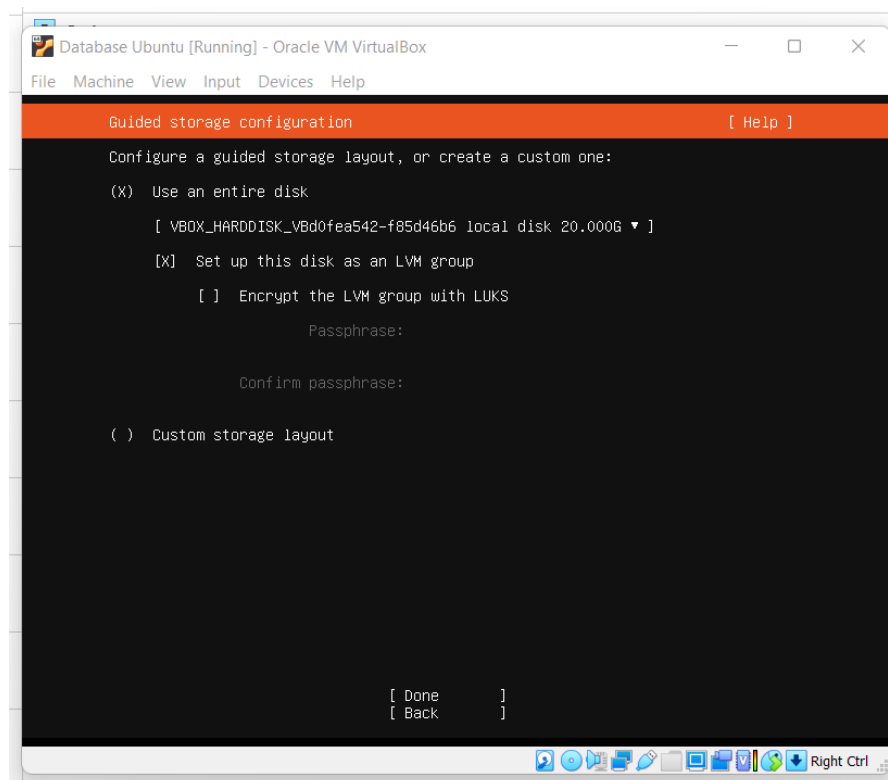 Database Ubuntu [Running] - Oracle VM VirtualBox
File Machine View Input Devices Help
Guided storage configuration [ Help ]
Configure a guided storage layout, or create a custom one:
(X) Use an entire disk
[ VBOX_HARDDISK_VBd0fea542-f85d46b6 local disk 20.000G ▾ ]
[X] Set up this disk as an LVM group
[ ] Encrypt the LVM group with LUKS
Passphrase:
Confirm passphrase:
( ) Custom storage layout
[ Done ]
[ Back ]
Right Ctrl